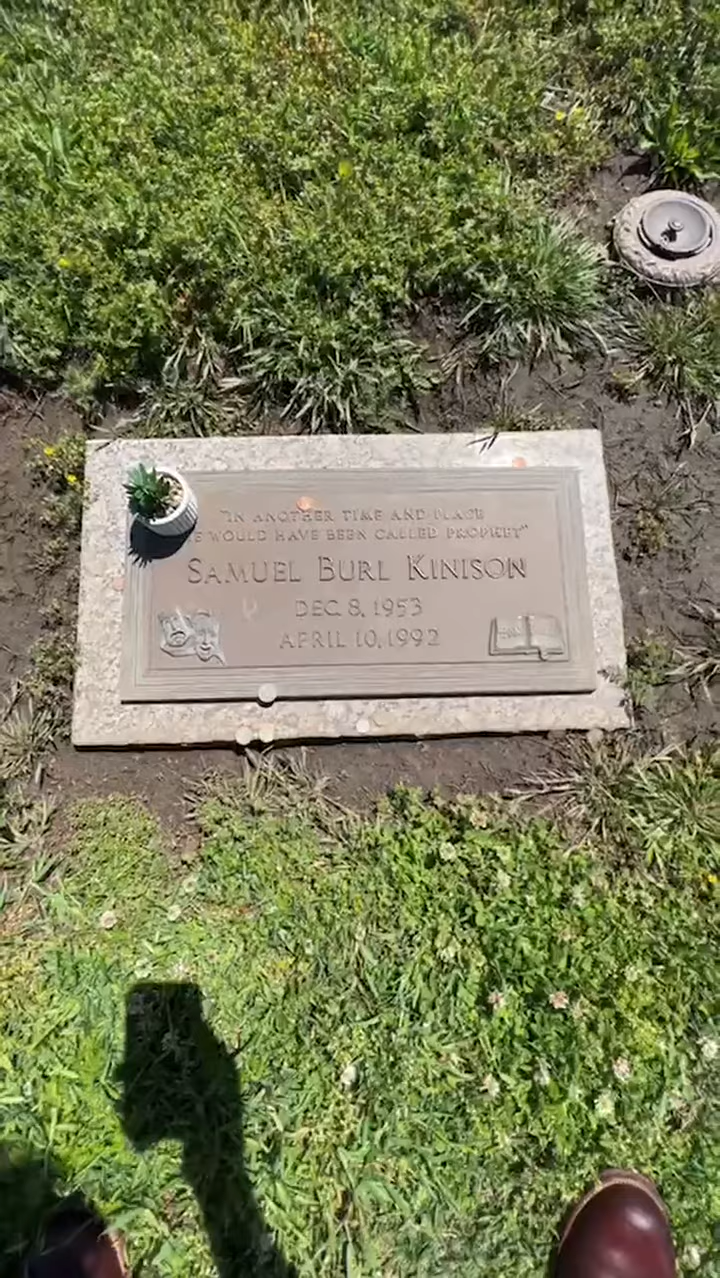 "IN ANOTHER TIME AND PLACE
E WOULD HAVE BEEN CALLED PROPHET"
SAMUEL BURL KINISON
DEC. 8, 1953
APRIL 10, 1992